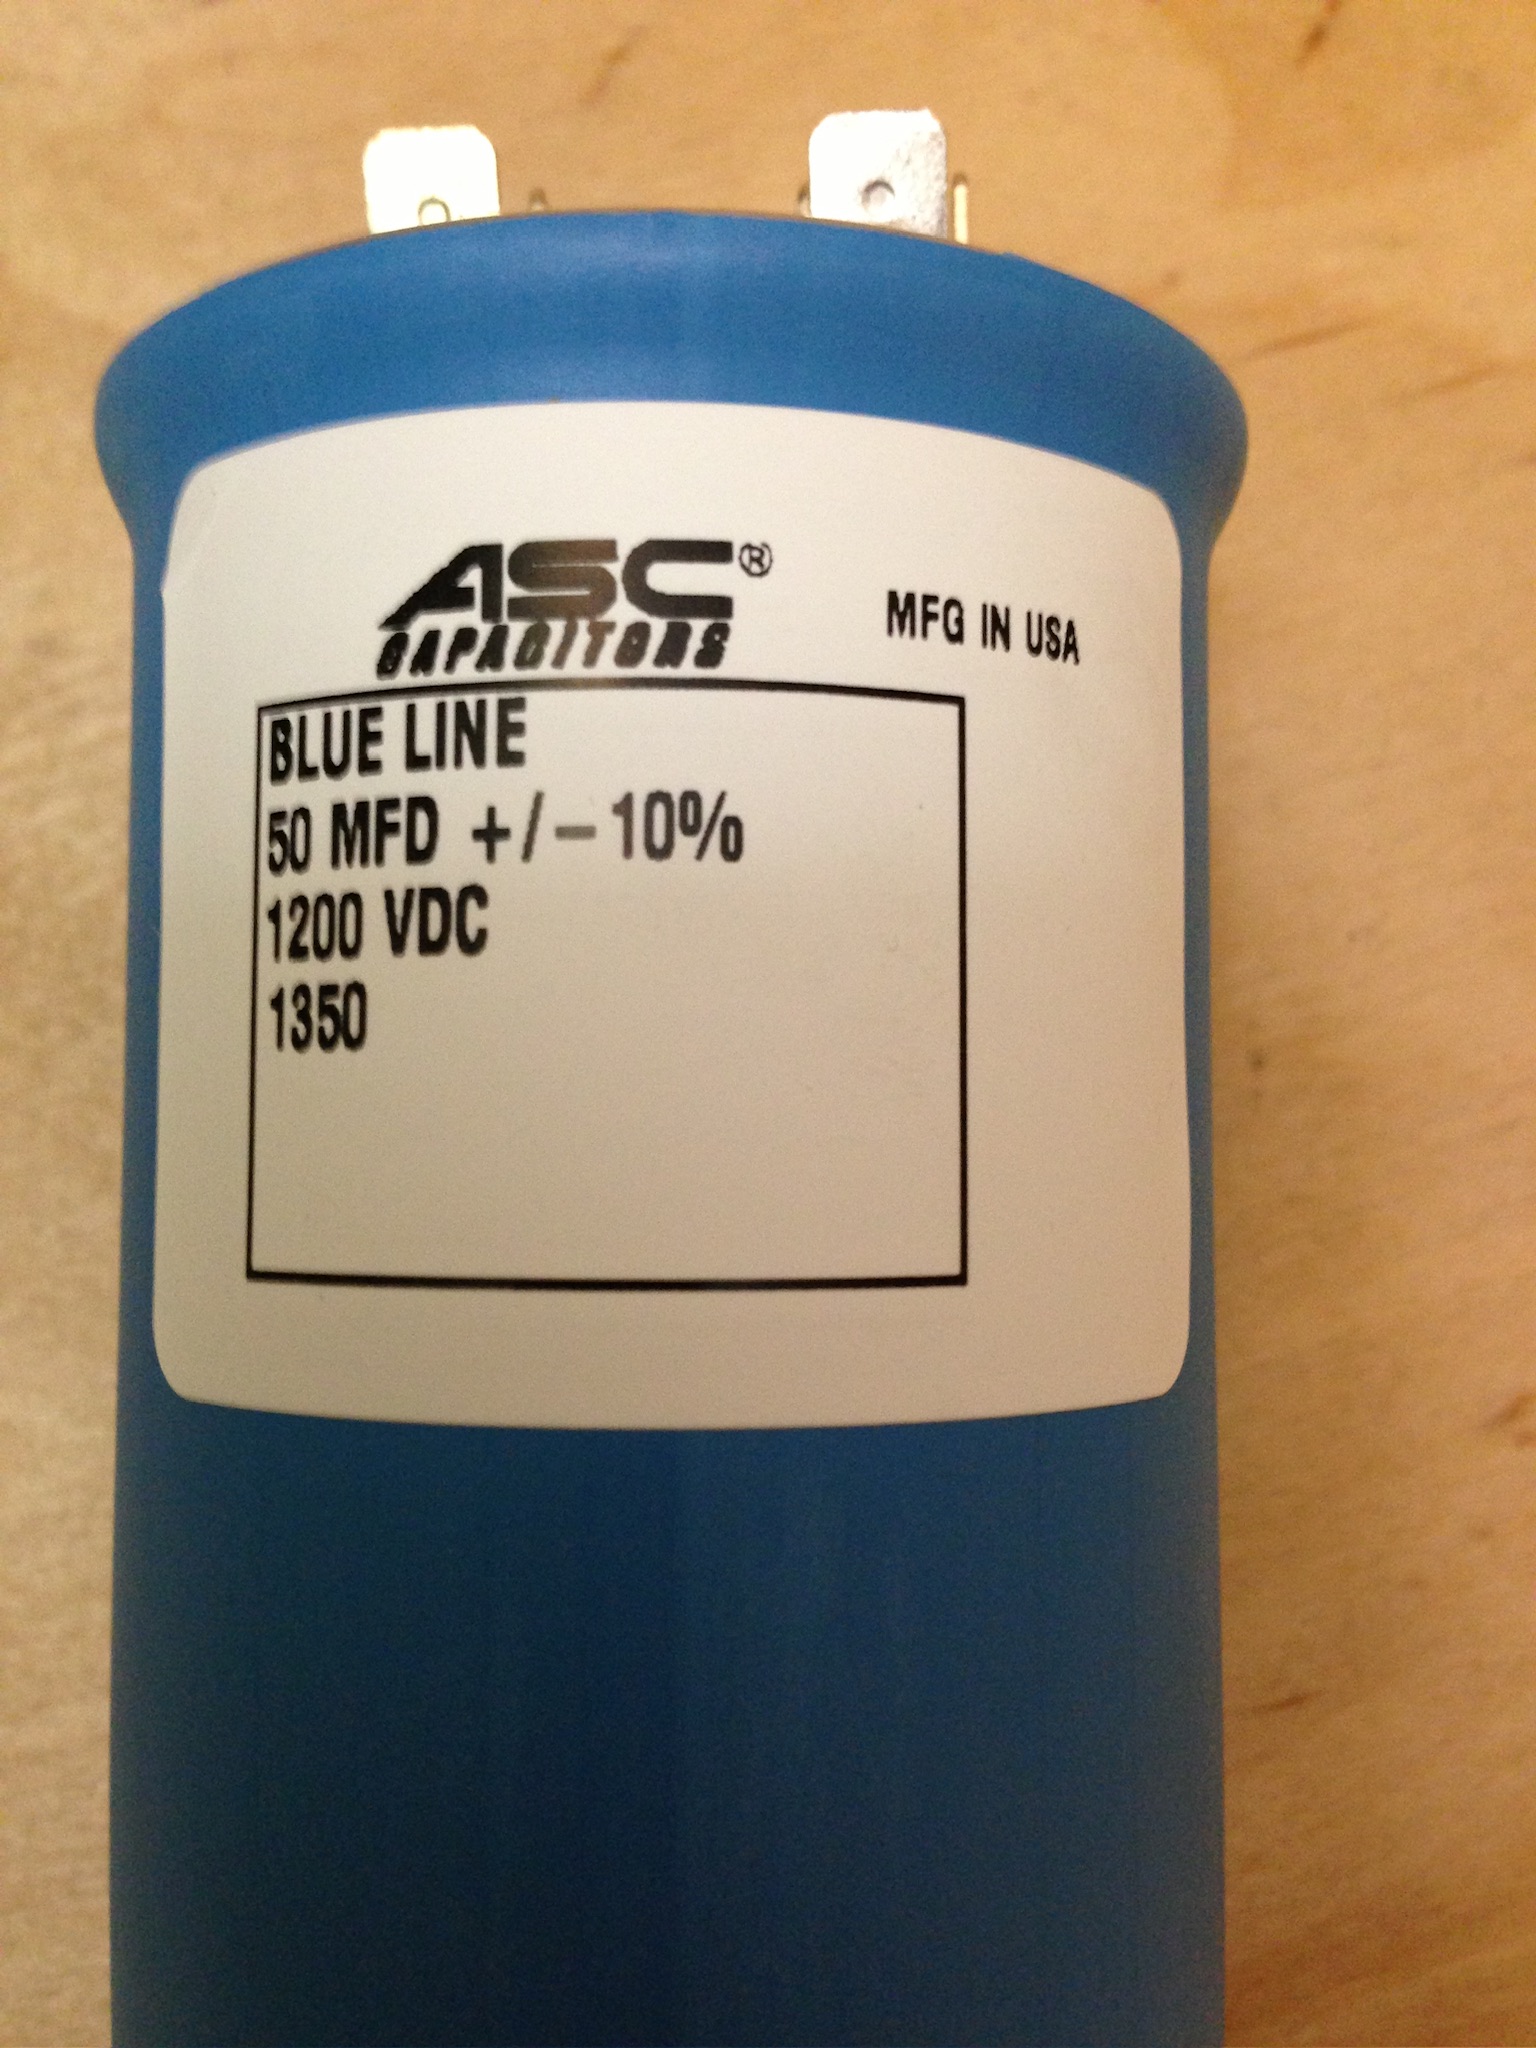 ASC®
CAPACITORS
MFG IN USA
BLUE LINE
50 MFD +/-10%
1200 VDC
1350